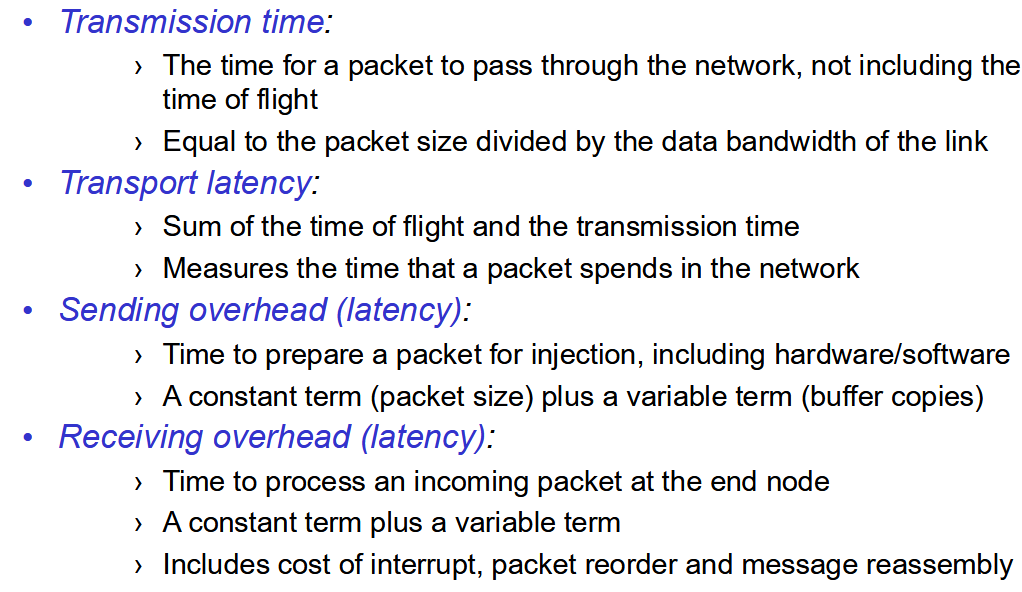 • Transmission time:
› The time for a packet to pass through the network, not including the
time of flight
› Equal to the packet size divided by the data bandwidth of the link
• Transport latency:
› Sum of the time of flight and the transmission time
› Measures the time that a packet spends in the network
• Sending overhead (latency):
› Time to prepare a packet for injection, including hardware/software
› A constant term (packet size) plus a variable term (buffer copies)
• Receiving overhead (latency):
› Time to process an incoming packet at the end node
› A constant term plus a variable term
› Includes cost of interrupt, packet reorder and message reassembly